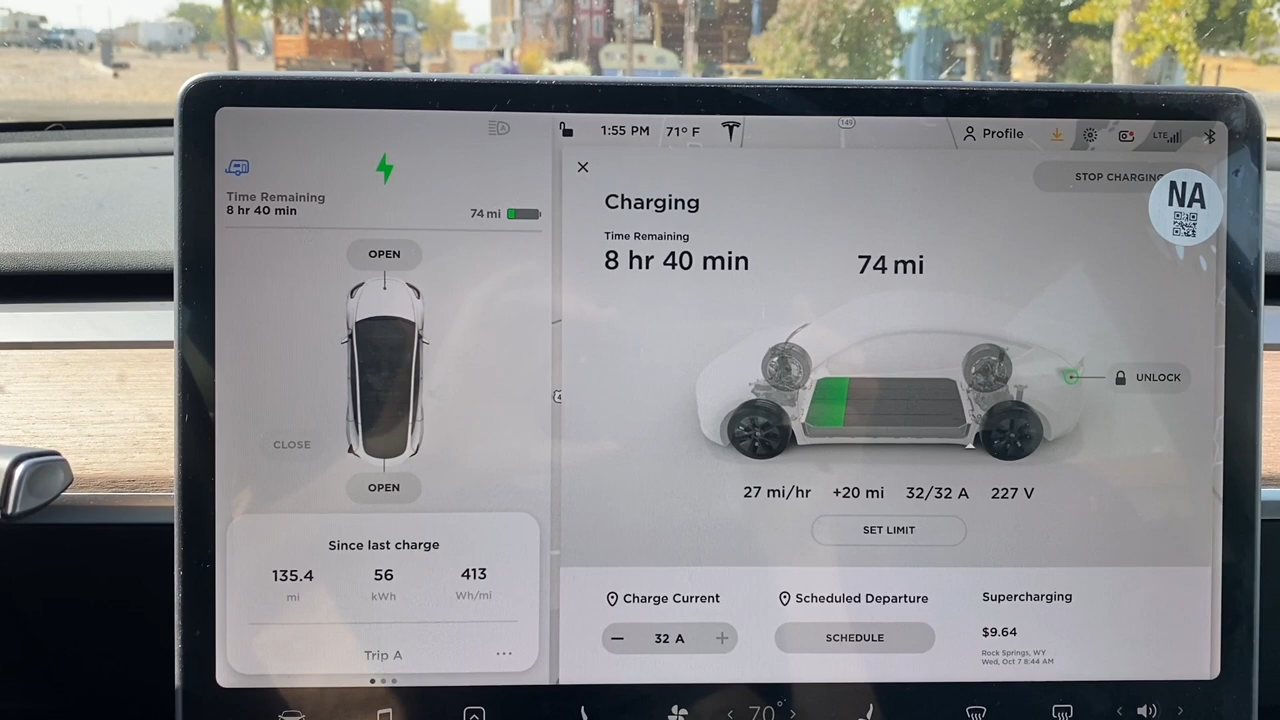 1:55 PM 71° F
149
Profile
LTE
Time Remaining
8 hr 40 min
74 mi
OPEN
CLOSE
OPEN
Since last charge
135.4 56 413
mi kWh Wh/mi
Trip A
STOP CHARGING
NA
Charging
Time Remaining
8 hr 40 min 74 mi
UNLOCK
27 mi/hr +20 mi 32/32 A 227 V
SET LIMIT
Charge Current Scheduled Departure Supercharging
32 A SCHEDULE $9.64
Rock Springs, WY
Wed, Oct 7 8:44 AM
70°